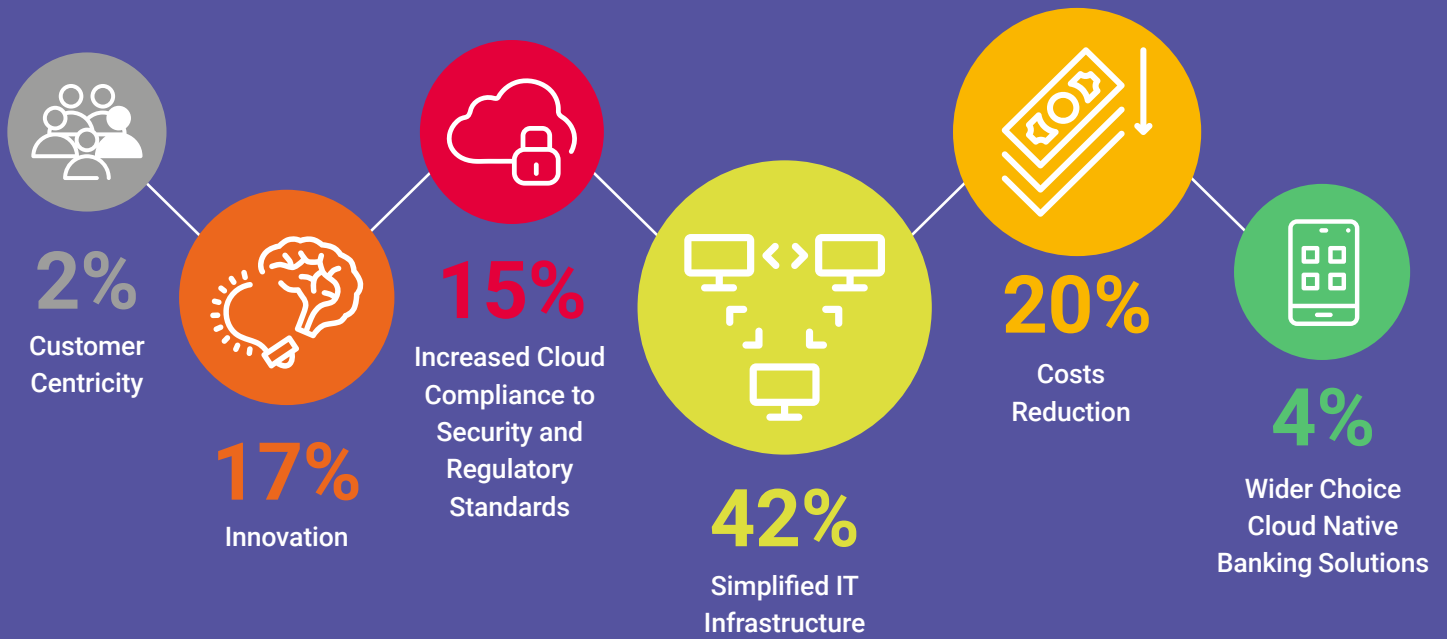 2%
Customer
Centricity
17%
Innovation
15%
Increased Cloud
Compliance to
Security and
Regulatory
Standards
42%
Simplified IT
Infrastructure
20%
Costs
Reduction
4%
Wider Choice
Cloud Native
Banking Solutions